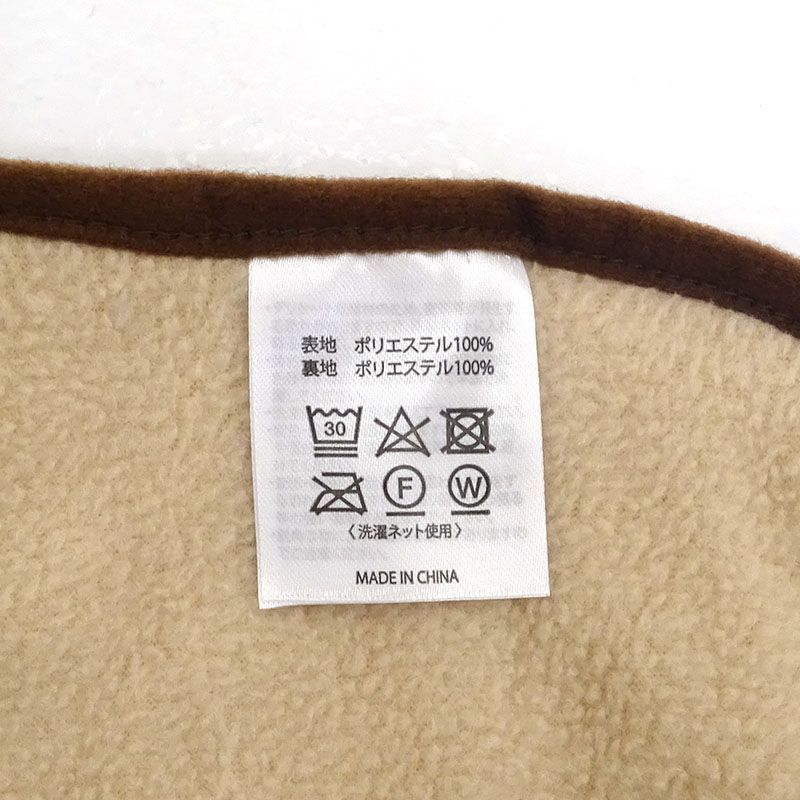 表地 ポリエステル100%
裏地 ポリエステル100%
30
F W
〈洗濯ネット使用〉
MADE IN CHINA